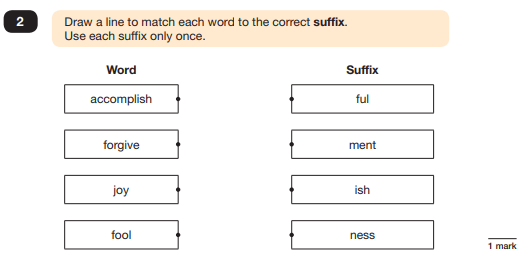 2
Draw a line to match each word to the correct suffix.
Use each suffix only once.
Word Suffix
accomplish ful
forgive ment
joy ish
fool ness
1 mark